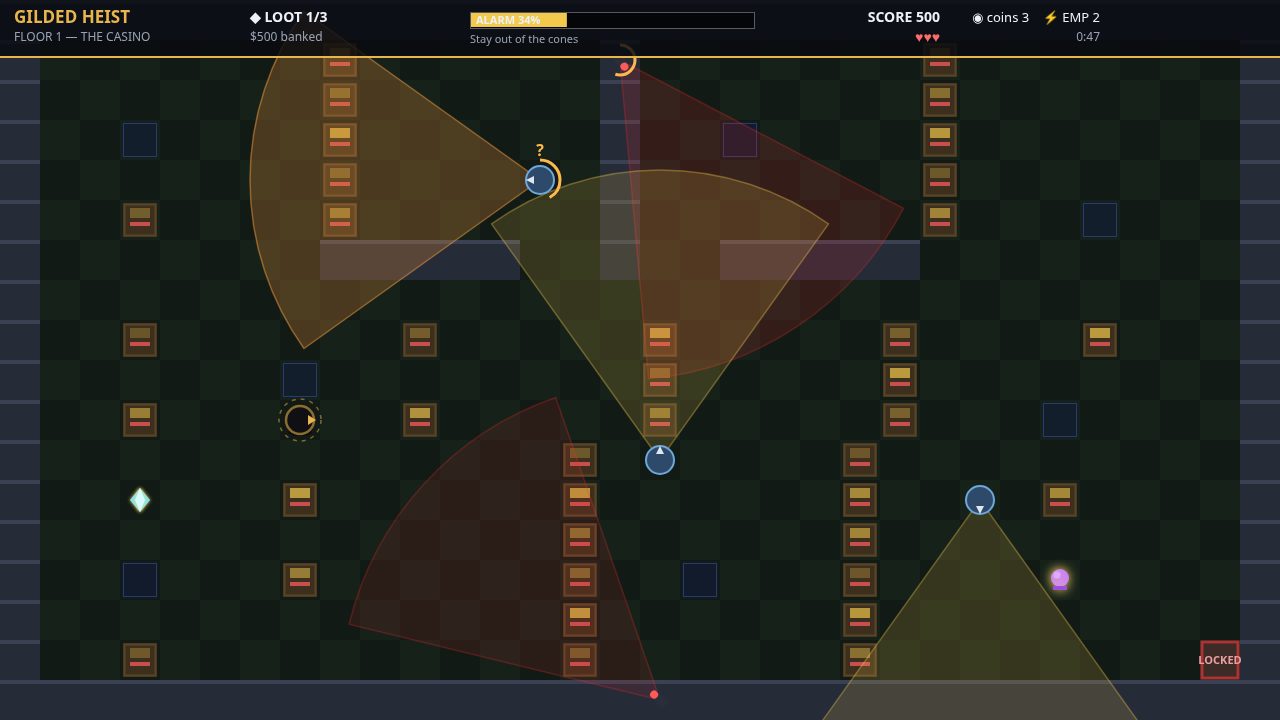 GILDED HEIST
FLOOR 1 — THE CASINO
◆ LOOT 1/3
$500 banked
ALARM 34%
Stay out of the cones
SCORE 500
♥♥♥
◉ coins 3
⚡ EMP 2
0:47
?
LOCKED